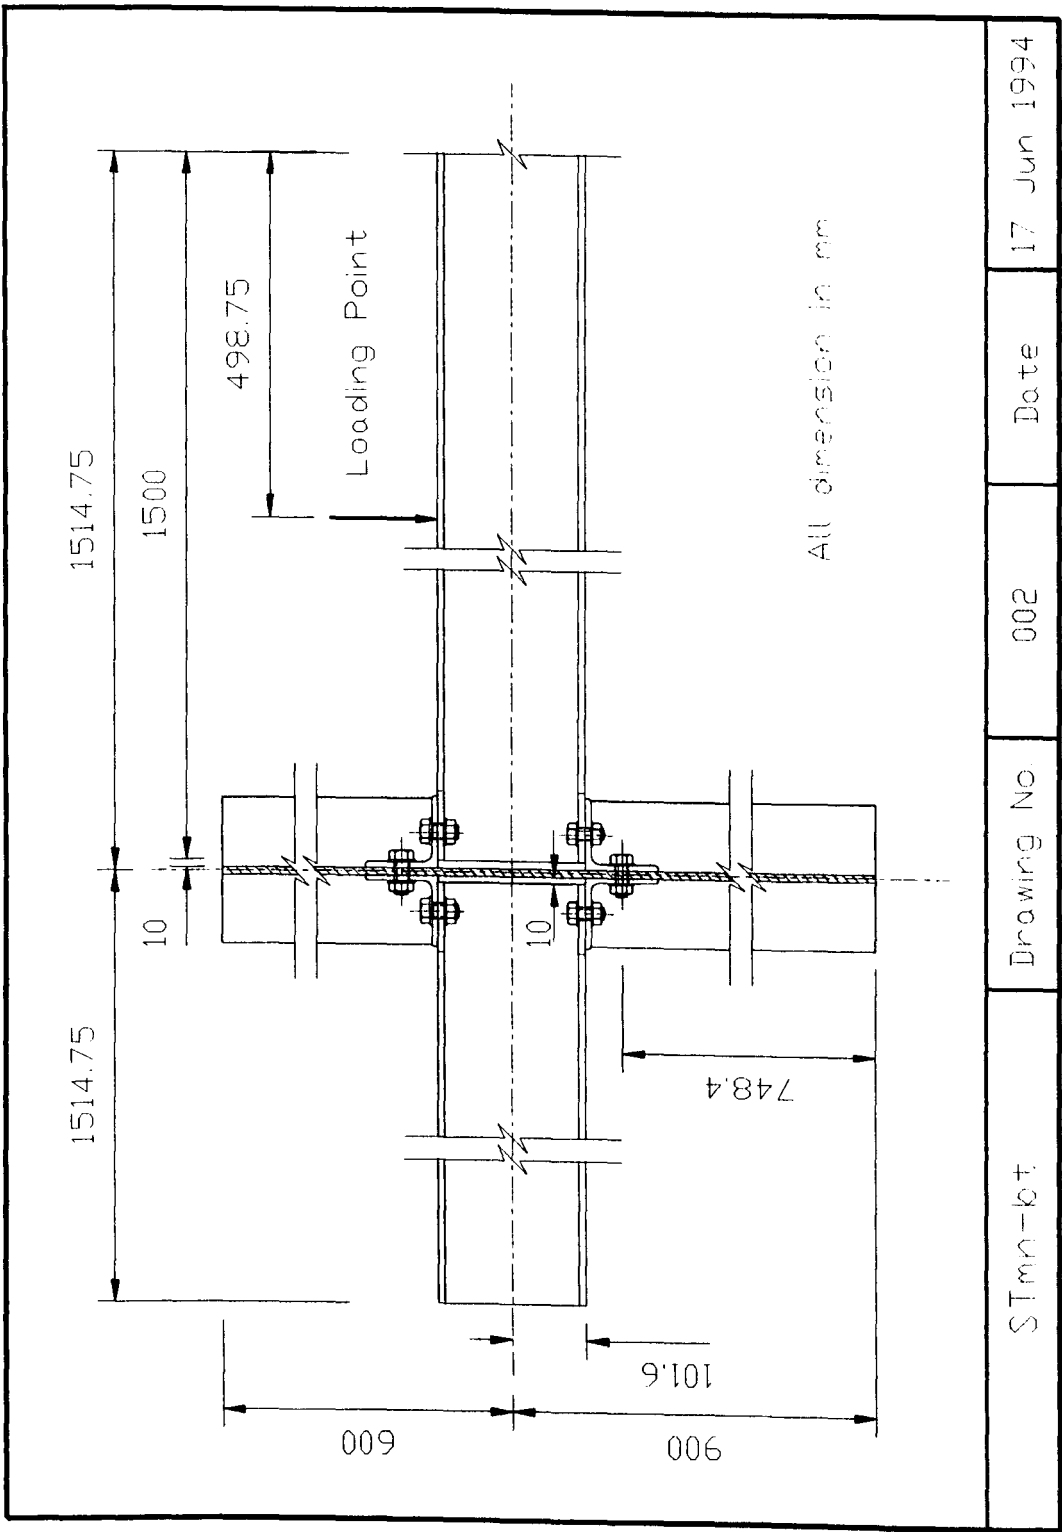 1514.75
1514.75
10
1500
498.75
Loading Point
10
600
900
101.6
748.4
All dimension in mm
STmn-bt
Drawing No.
002
Date
17 Jun 1994